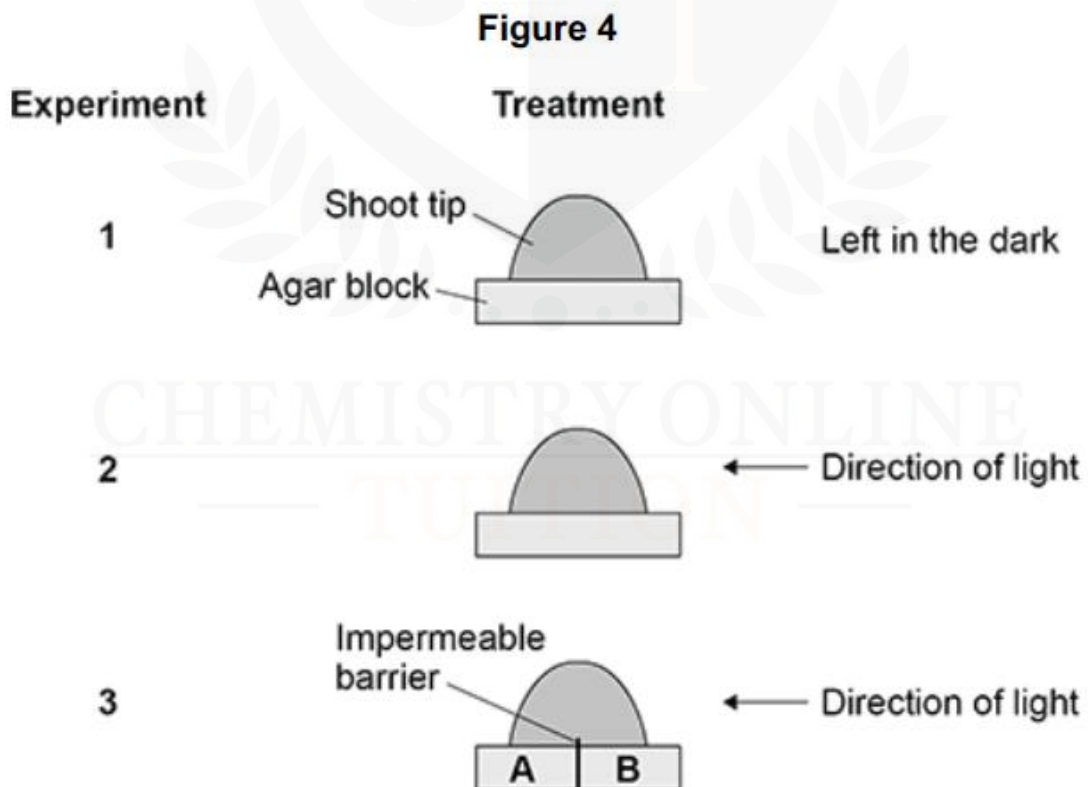 Figure 4
Experiment Treatment
1
Shoot tip
Agar block
Left in the dark
CHEMISTRY ONLINE
TUITION
2
Direction of light
Impermeable
barrier
3
Direction of light
A B